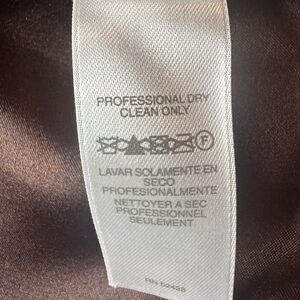 PROFESSIONAL DRY
CLEAN ONLY
F
LAVAR SOLAMENTE EN
SECO
PROFESIONALMENTE
NETTOYER A SEC
PROFESSIONNEL
SEULEMENT